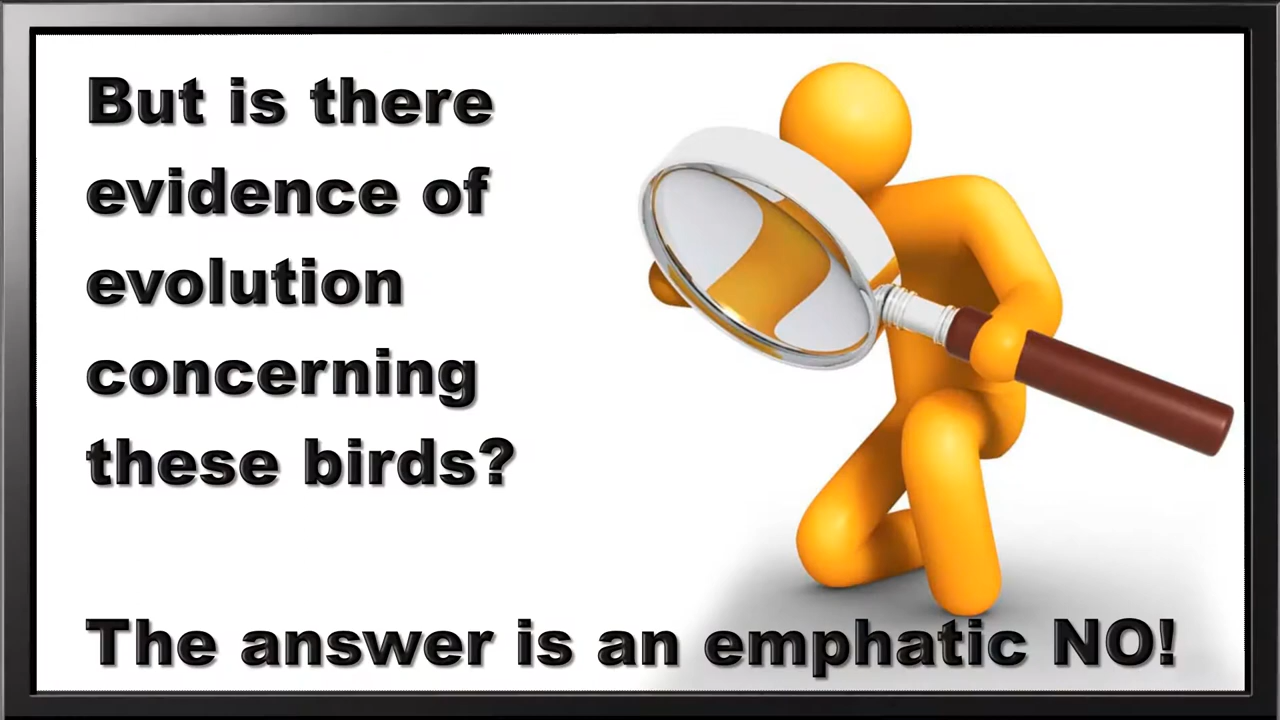 But is there
evidence of
evolution
concerning
these birds?
The answer is an emphatic NO!